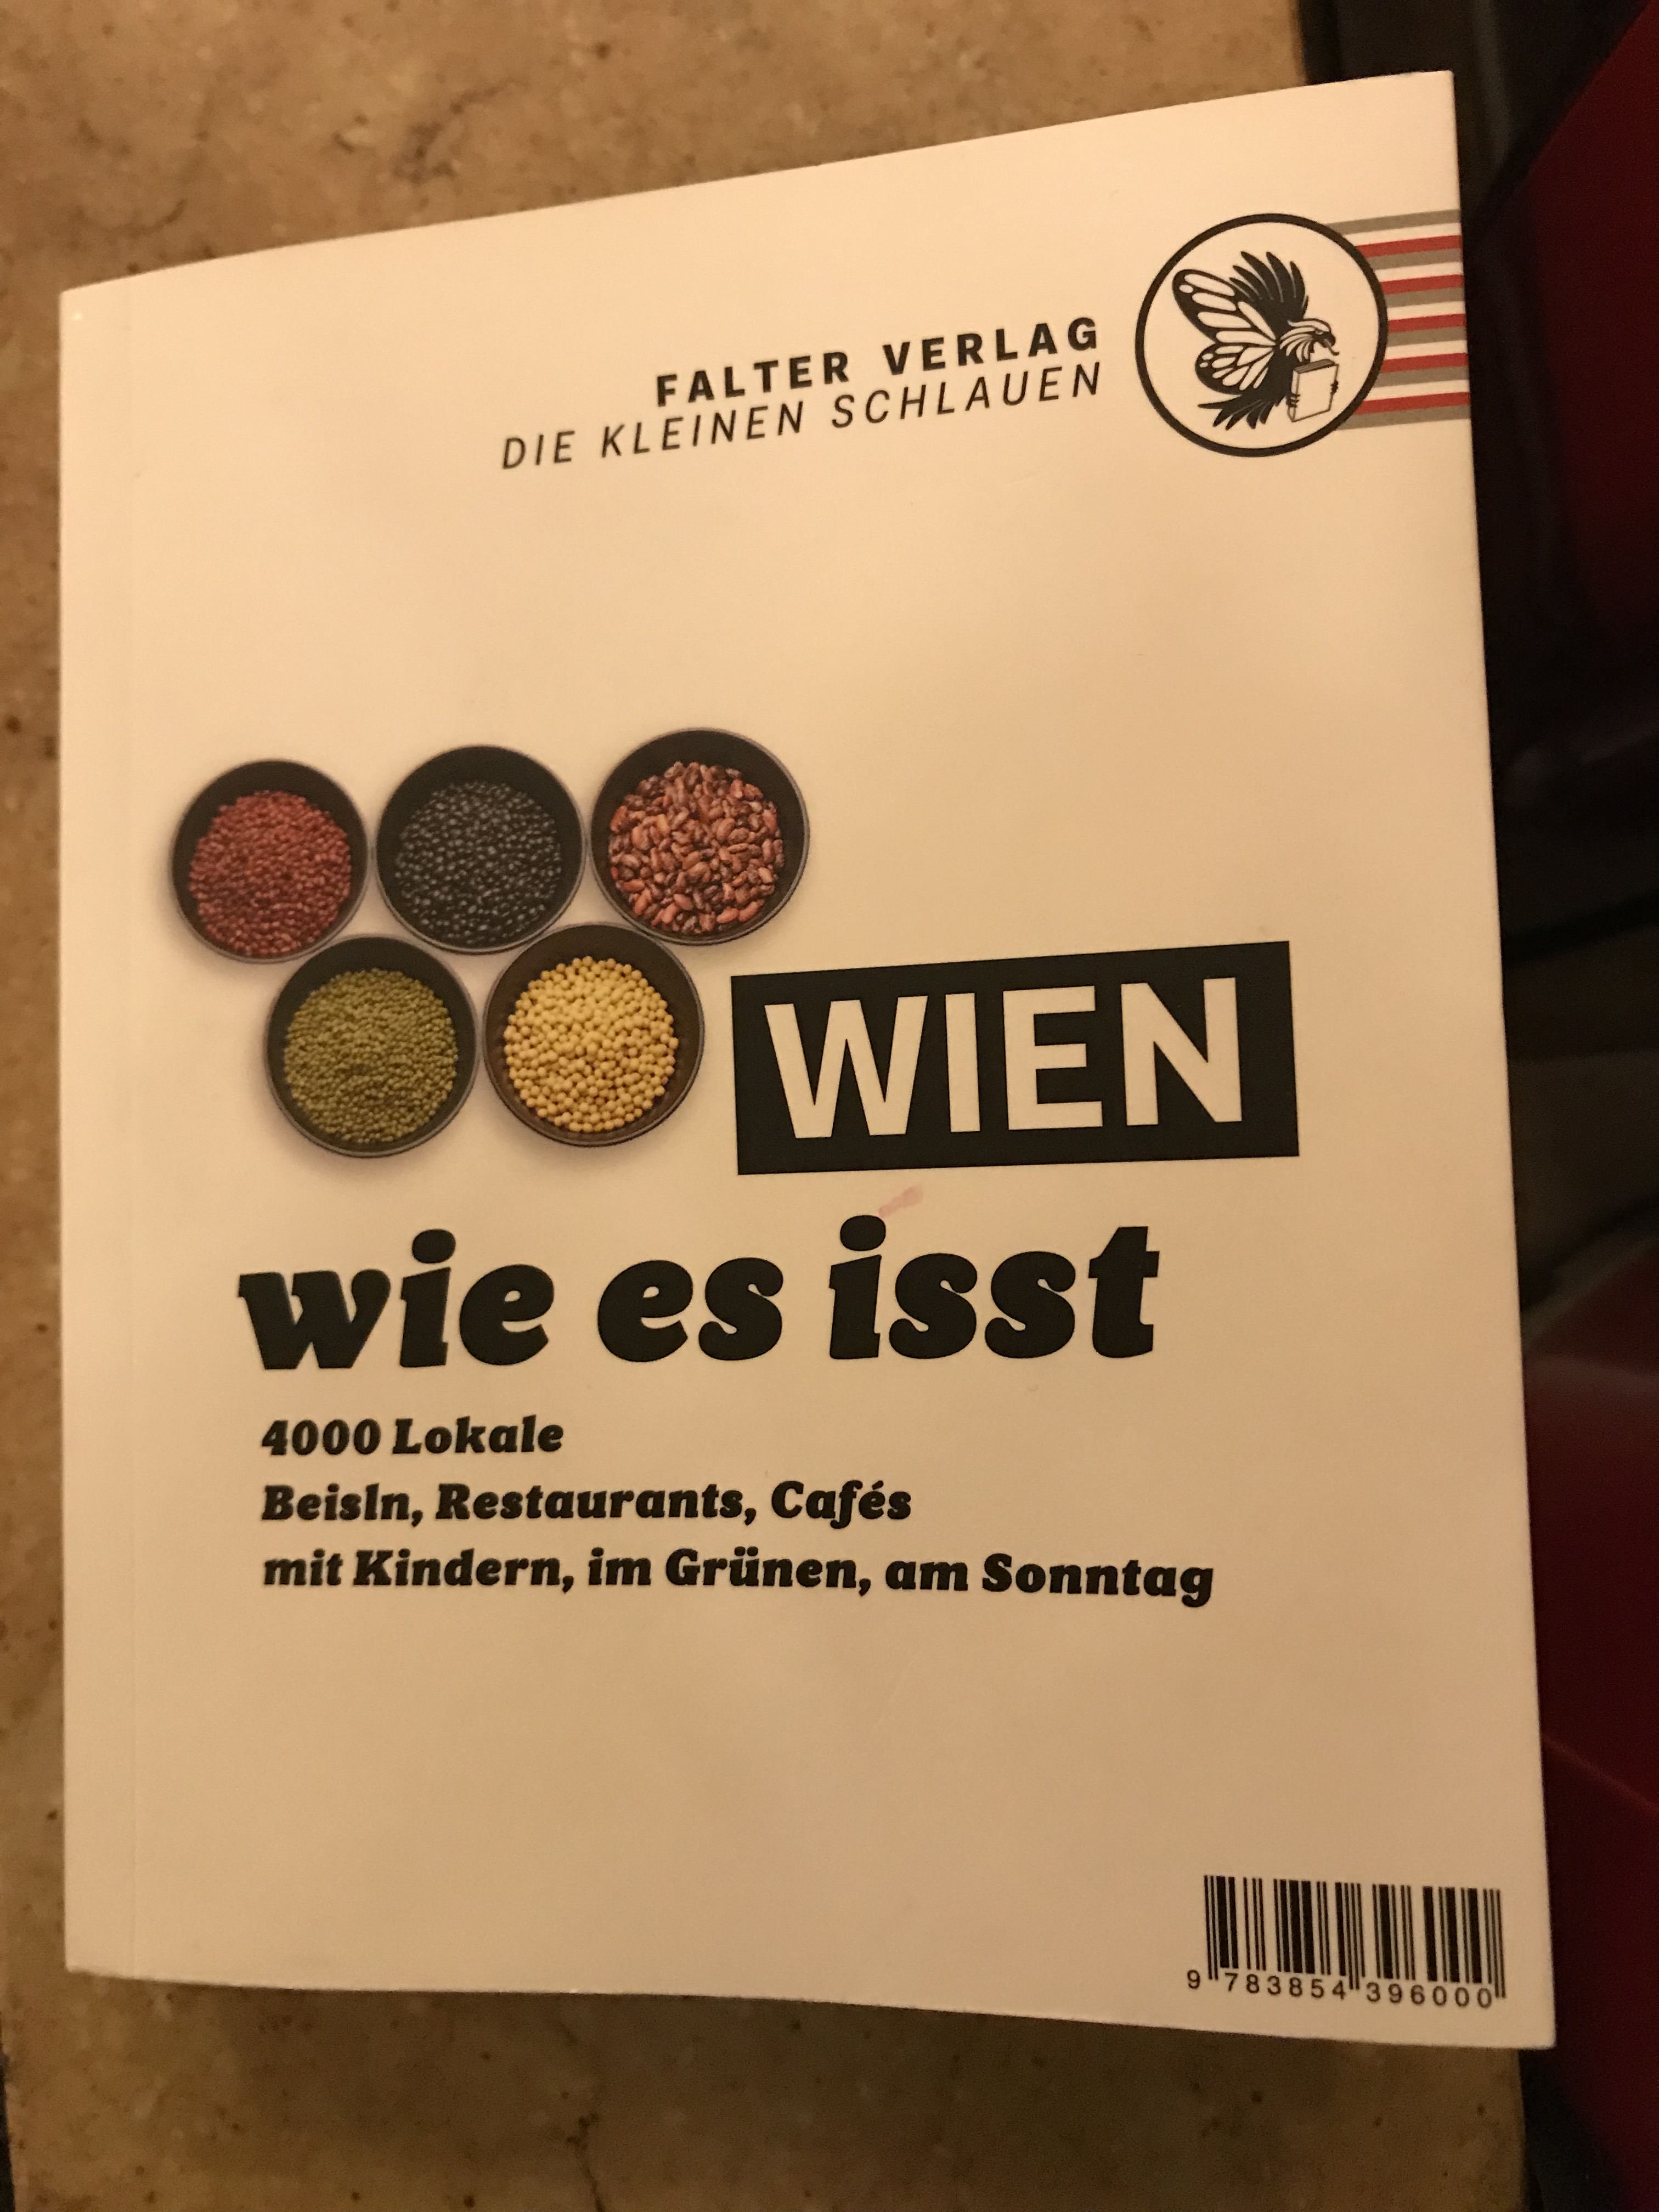 FALTER VERLAG
DIE KLEINEN SCHLAUEN
WIEN
wie es isst
4000 Lokale
Beisln, Restaurants, Cafés
mit Kindern, im Grünen, am Sonntag
9 783854 396000